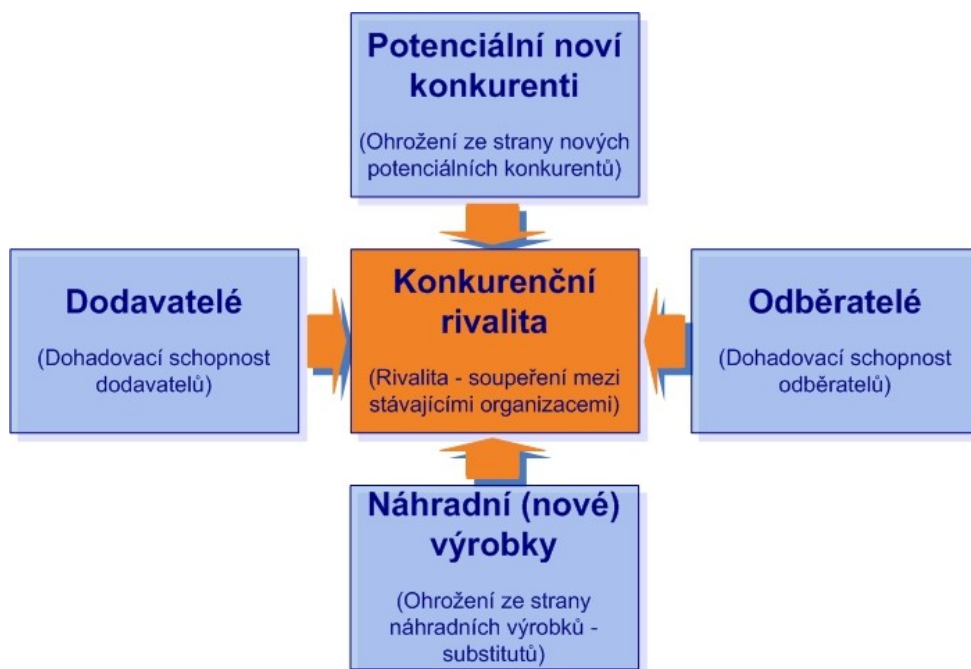 Potenciální noví
konkurenti
(Ohrožení ze strany nových
potenciálních konkurentů)
Dodavatelé
(Dohadovací schopnost
dodavatelů)
Konkurenční
rivalita
(Rivalita - soupeření mezi
stávajícími organizacemi)
Odběratelé
(Dohadovací schopnost
odběratelů)
Náhradní (nové)
výrobky
(Ohrožení ze strany
náhradních výrobků -
substitutů)